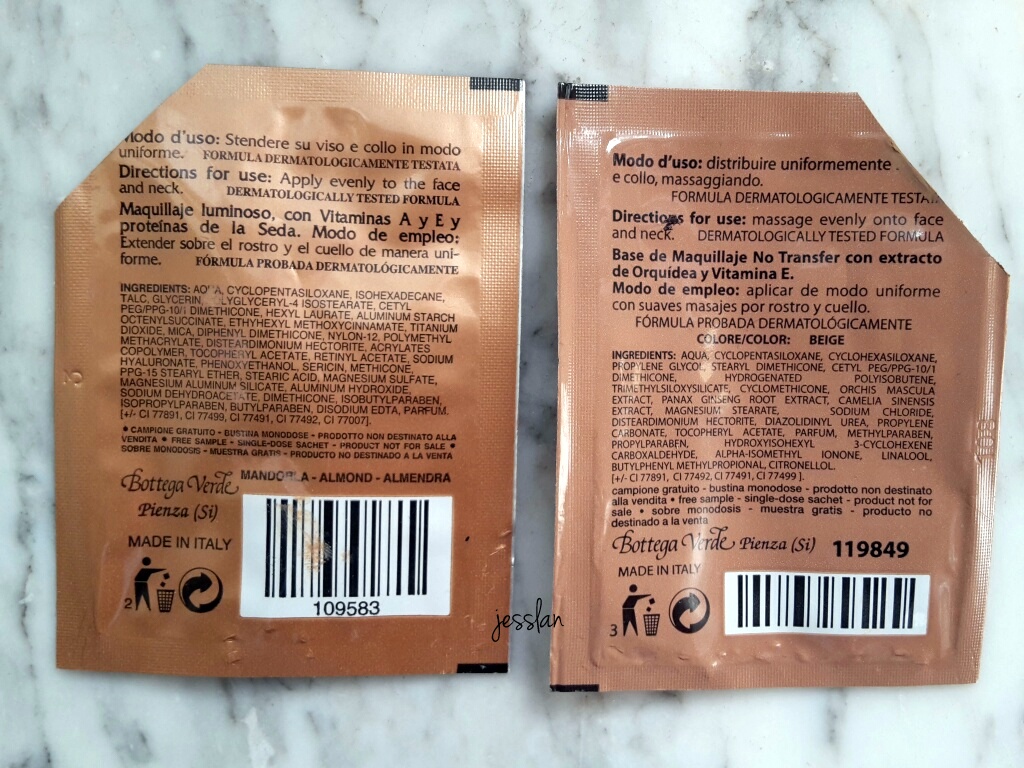 Modo d'uso: Stendere su viso e collo in modo
uniforme. FORMULA DERMATOLOGICAMENTE TESTATA
Directions for use: Apply evenly to the face
and neck. DERMATOLOGICALLY TESTED FORMULA
Maquillaje luminoso, con Vitaminas A y E y
proteínas de la Seda. Modo de empleo:
Extender sobre el rostro y el cuello de manera uni-
forme. FÓRMULA PROBADA DERMATOLÓGICAMENTE
INGREDIENTS: AQUA, CYCLOPENTASILOXANE, ISOHEXADECANE,
TALC, GLYCERIN, POLYGLYCERYL-4 ISOSTEARATE, CETYL
PEG/PPG-10/1 DIMETHICONE, HEXYL LAURATE, ALUMINUM STARCH
OCTENYLSUCCINATE, ETHYHEXYL METHOXYCINNAMATE, TITANIUM
DIOXIDE, MICA, DIPHENYL DIMETHICONE, NYLON-12, POLYMETHYL
METHACRYLATE, DISTEARDIMONIUM HECTORITE, ACRYLATES
COPOLYMER, TOCOPHERYL ACETATE, RETINYL ACETATE, SODIUM
HYALURONATE, PHENOXYETHANOL, SERICIN, METHICONE,
PPG-15 STEARYL ETHER, STEARIC ACID, MAGNESIUM SULFATE,
MAGNESIUM ALUMINUM SILICATE, ALUMINUM HYDROXIDE,
SODIUM DEHYDROACETATE, DIMETHICONE, ISOBUTYLPARABEN,
ISOPROPYLPARABEN, BUTYLPARABEN, DISODIUM EDTA, PARFUM.
[+/- CI 77891, CI 77499, CI 77491, CI 77492, CI 77007].
• CAMPIONE GRATUITO - BUSTINA MONODOSE - PRODOTTO NON DESTINATO ALLA
VENDITA • FREE SAMPLE - SINGLE-DOSE SACHET - PRODUCT NOT FOR SALE •
SOBRE MONODOSIS - MUESTRA GRATIS - PRODUCTO NO DESTINADO A LA VENTA
Bottega Verde MANDORLA - ALMOND - ALMENDRA
Pienza (Si)
MADE IN ITALY
2
109583
3
Modo d'uso: distribuire uniformemente
e collo, massaggiando.
FORMULA DERMATOLOGICAMENTE TESTATA
Directions for use: massage evenly onto face
and neck. DERMATOLOGICALLY TESTED FORMULA
Base de Maquillaje No Transfer con extracto
de Orquídea y Vitamina E.
Modo de empleo: aplicar de modo uniforme
con suaves masajes por rostro y cuello.
FÓRMULA PROBADA DERMATOLÓGICAMENTE
COLORE/COLOR: BEIGE
INGREDIENTS: AQUA, CYCLOPENTASILOXANE, CYCLOHEXASILOXANE,
PROPYLENE GLYCOL, STEARYL DIMETHICONE, CETYL PEG/PPG-10/1
DIMETHICONE, HYDROGENATED POLYISOBUTENE,
TRIMETHYLSILOXYSILICATE, CYCLOMETHICONE, ORCHIS MASCULA
EXTRACT, PANAX GINSENG ROOT EXTRACT, CAMELIA SINENSIS
EXTRACT, MAGNESIUM STEARATE, SODIUM CHLORIDE,
DISTEARDIMONIUM HECTORITE, DIAZOLIDINYL UREA, PROPYLENE
CARBONATE, TOCOPHERYL ACETATE, PARFUM, METHYLPARABEN,
PROPYLPARABEN, HYDROXYISOHEXYL 3-CYCLOHEXENE
CARBOXALDEHYDE, ALPHA-ISOMETHYL IONONE, LINALOOL,
BUTYLPHENYL METHYLPROPIONAL, CITRONELLOL.
[+/- CI 77891, CI 77492, CI 77491, CI 77499 ].
campione gratuito - bustina monodose - prodotto non destinato
alla vendita • free sample - single-dose sachet - product not for
sale • sobre monodosis - muestra gratis - producto no
destinado a la venta
Bottega Verde Pienza (Si) 119849
MADE IN ITALY
3
jesslan